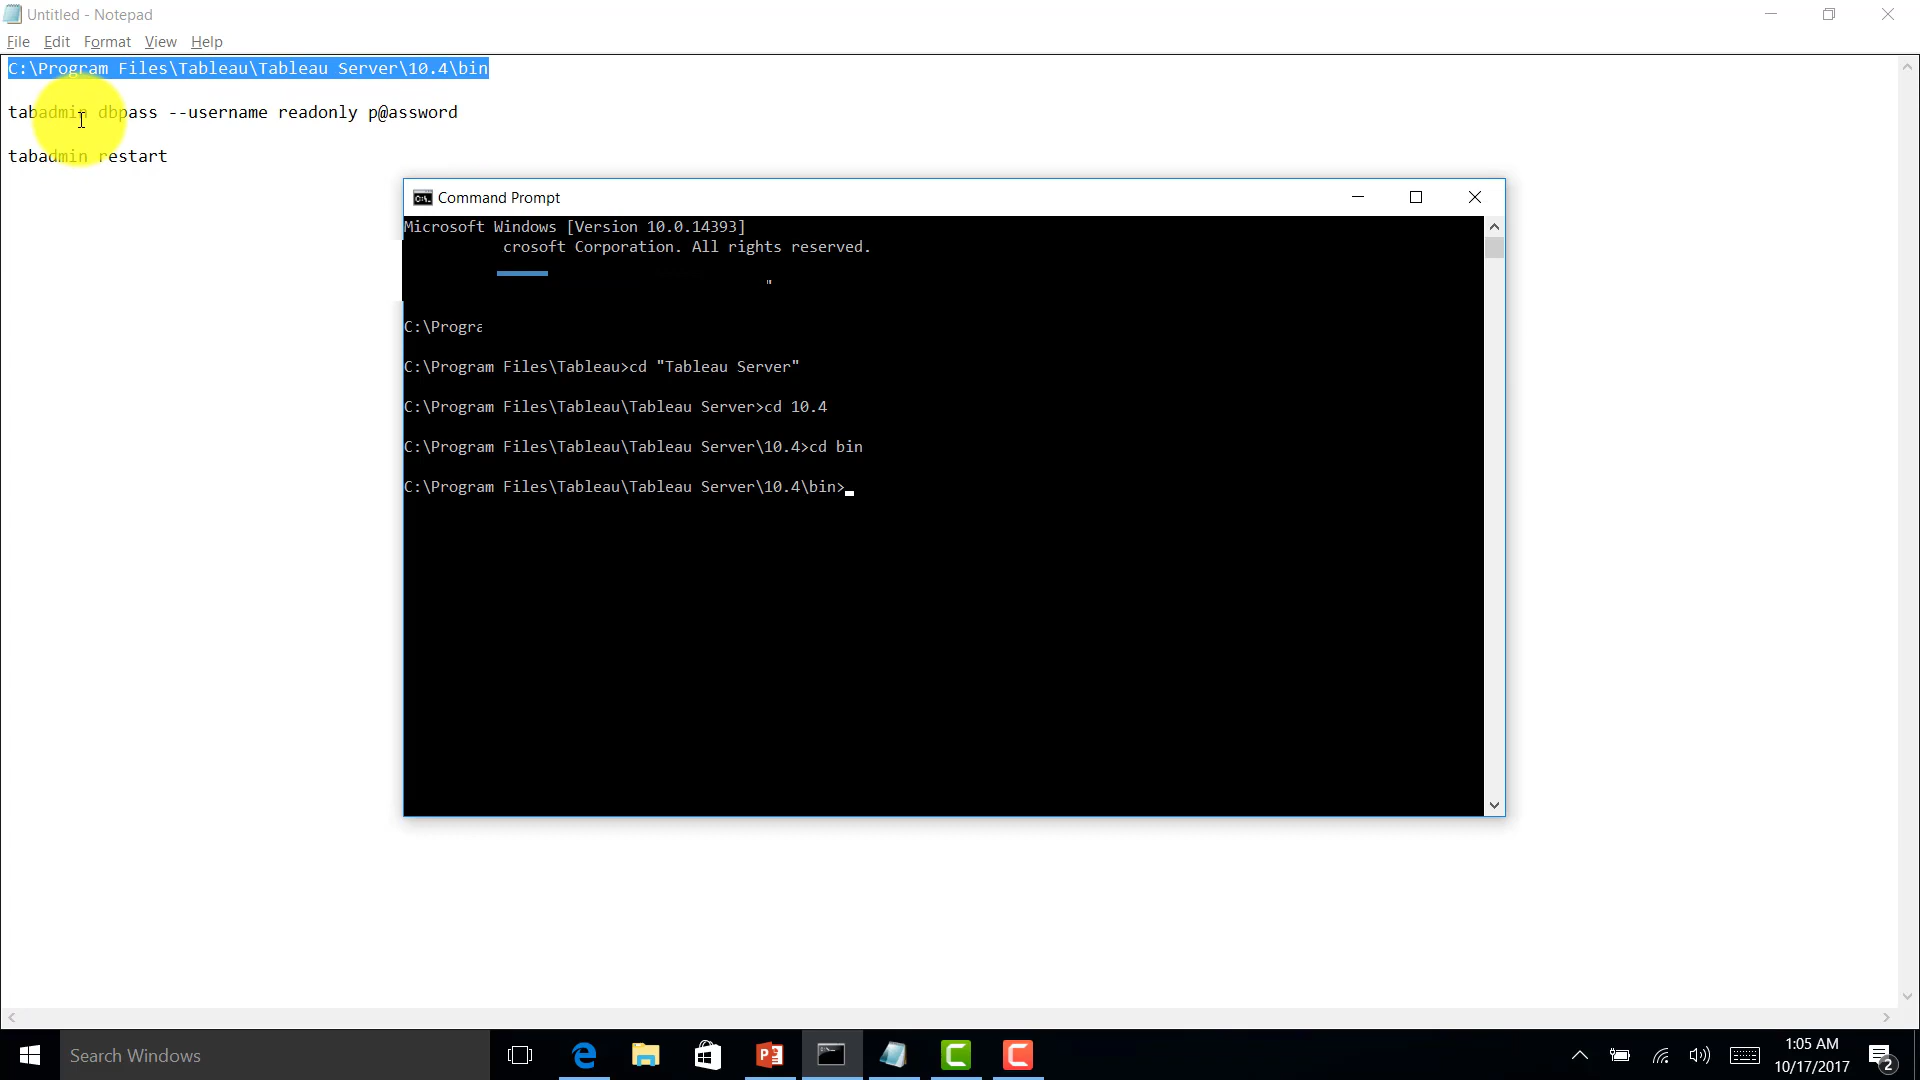 Untitled - Notepad
File Edit Format View Help
C:\Program Files\Tableau\Tableau Server\10.4\bin
tabadmin dbpass --username readonly p@assword
tabadmin restart
Command Prompt
Microsoft Windows [Version 10.0.14393]
crosoft Corporation. All rights reserved.
"
C:\Progra
C:\Program Files\Tableau>cd "Tableau Server"
C:\Program Files\Tableau\Tableau Server>cd 10.4
C:\Program Files\Tableau\Tableau Server\10.4>cd bin
C:\Program Files\Tableau\Tableau Server\10.4\bin>
Search Windows
1:05 AM
10/17/2017
2